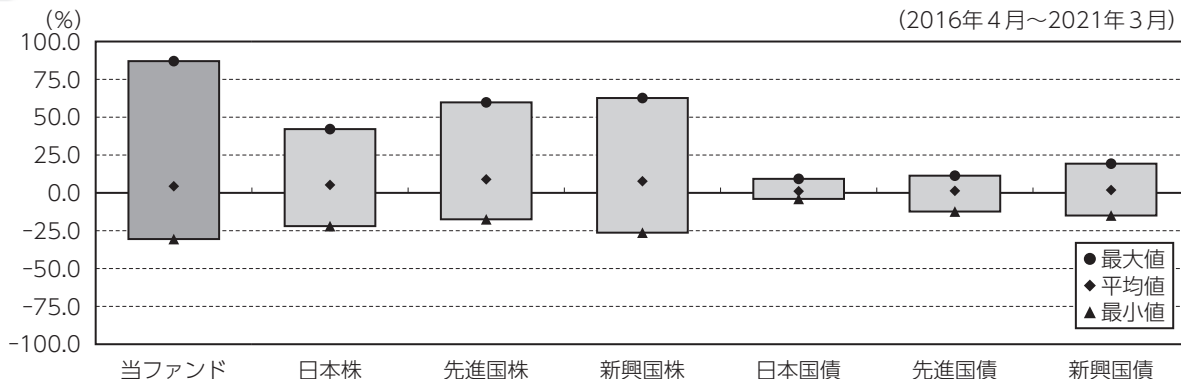 (%)
(2016年4月～2021年3月)
100.0
75.0
50.0
25.0
0.0
-25.0
-50.0
-75.0
-100.0
●最大値
◆平均値
▲最小値
当ファンド 日本株 先進国株 新興国株 日本国債 先進国債 新興国債